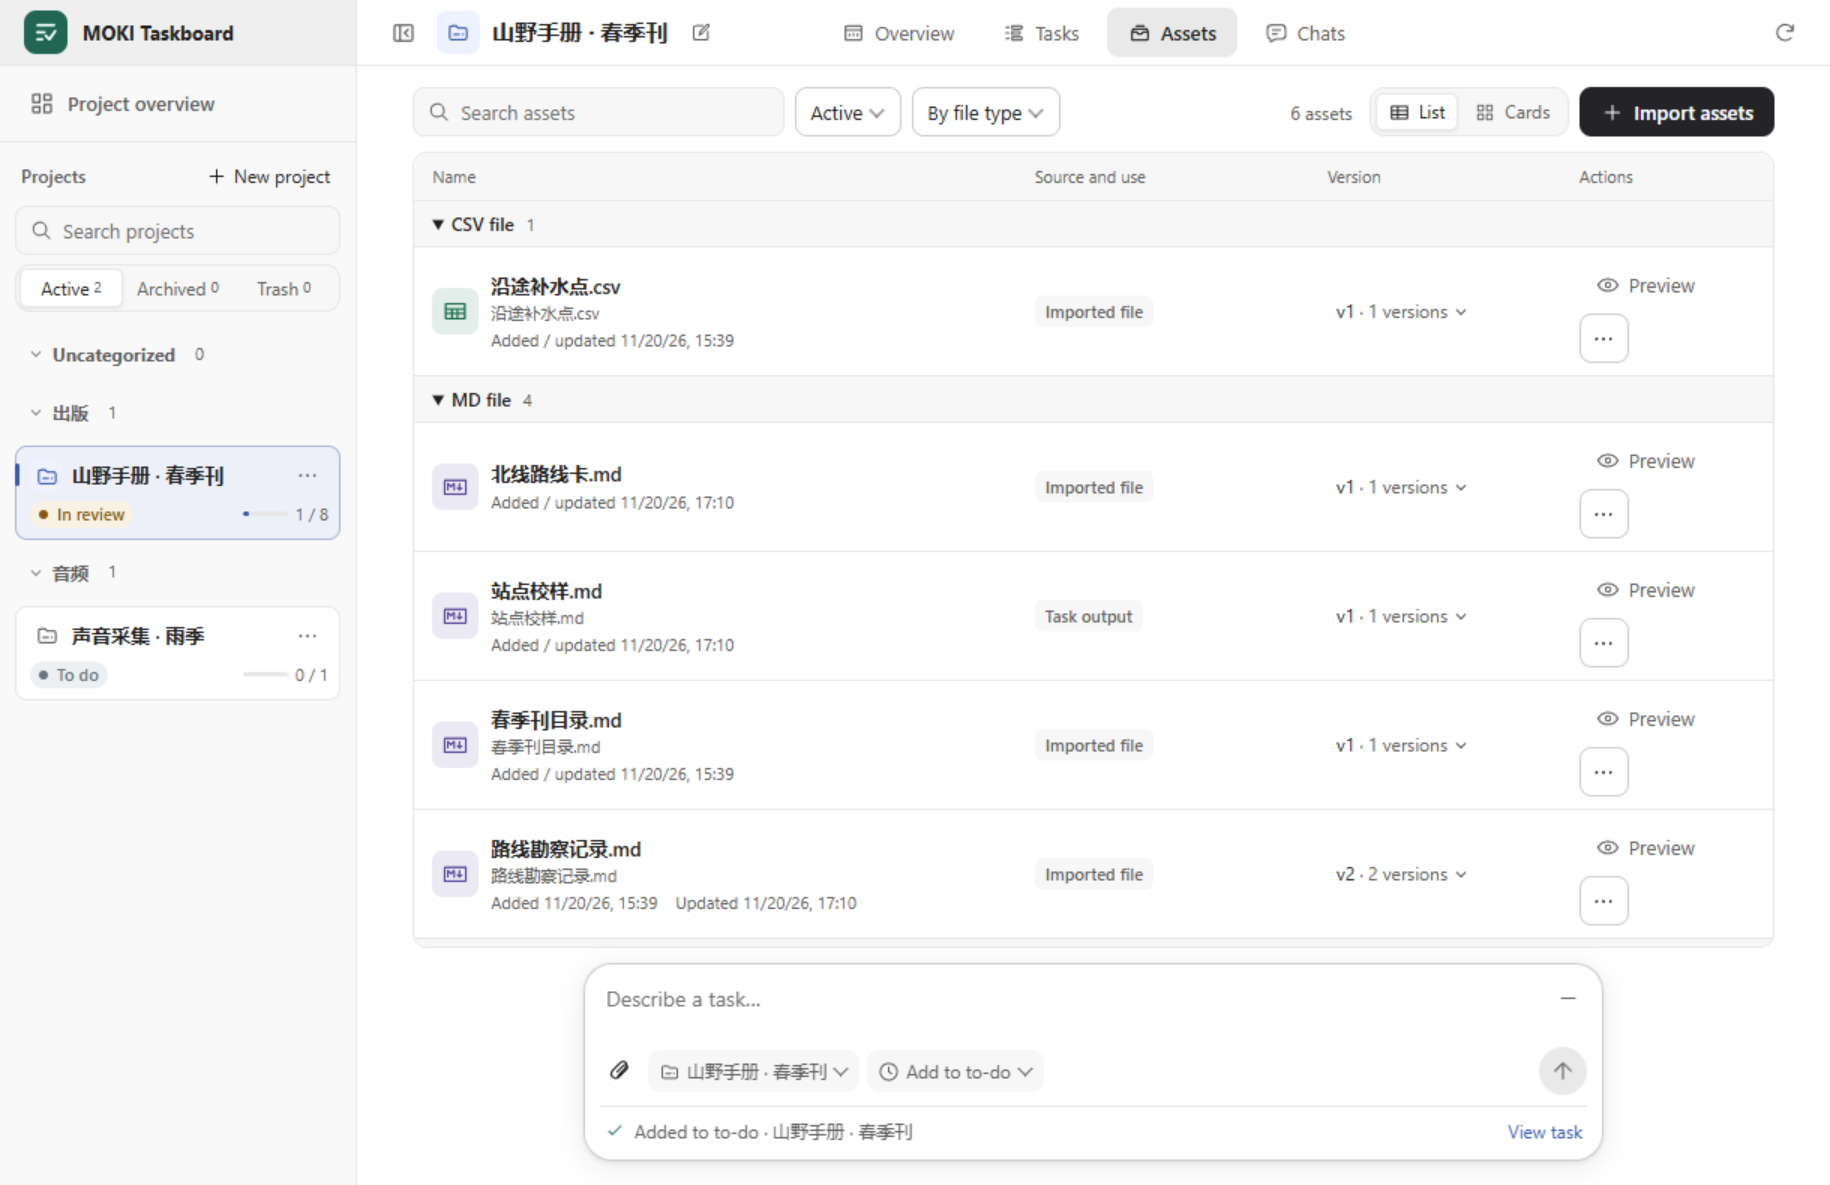 MOKI Taskboard
Project overview
Projects
+ New project
Search projects
Active 2
Archived 0
Trash 0
Uncategorized 0
出版 1
山野手册 · 春季刊
In review
1 / 8
音频 1
声音采集 · 雨季
To do
0 / 1
山野手册 · 春季刊
Overview
Tasks
Assets
Chats
Search assets
Active
By file type
6 assets
List
Cards
+ Import assets
Name
Source and use
Version
Actions
CSV file 1
沿途补水点.csv
沿途补水点.csv
Added / updated 11/20/26, 15:39
Imported file
v1 · 1 versions
Preview
MD file 4
北线路线卡.md
Added / updated 11/20/26, 17:10
Imported file
v1 · 1 versions
Preview
站点校样.md
站点校样.md
Added / updated 11/20/26, 17:10
Task output
v1 · 1 versions
Preview
春季刊目录.md
春季刊目录.md
Added / updated 11/20/26, 15:39
Imported file
v1 · 1 versions
Preview
路线勘察记录.md
路线勘察记录.md
Added 11/20/26, 15:39 Updated 11/20/26, 17:10
Imported file
v2 · 2 versions
Preview
Describe a task...
山野手册 · 春季刊
Add to to-do
Added to to-do · 山野手册 · 春季刊
View task